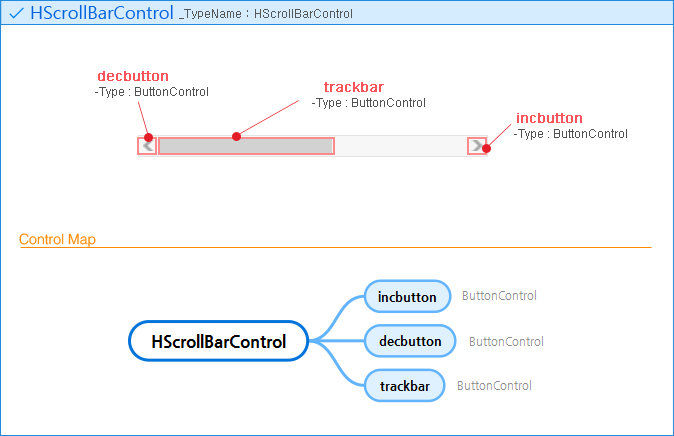 HScrollBarControl _TypeName : HScrollBarControl
decbutton
-Type : ButtonControl
trackbar
-Type : ButtonControl
incbutton
-Type : ButtonControl
Control Map
HScrollBarControl
incbutton ButtonControl
decbutton ButtonControl
trackbar ButtonControl